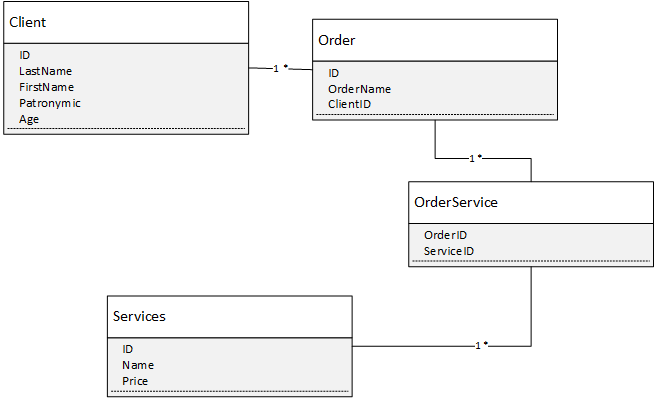 Client
ID
LastName
FirstName
Patronymic
Age
1 *
Order
ID
OrderName
ClientID
1 *
OrderService
OrderID
ServiceID
Services
ID
Name
Price
1 *